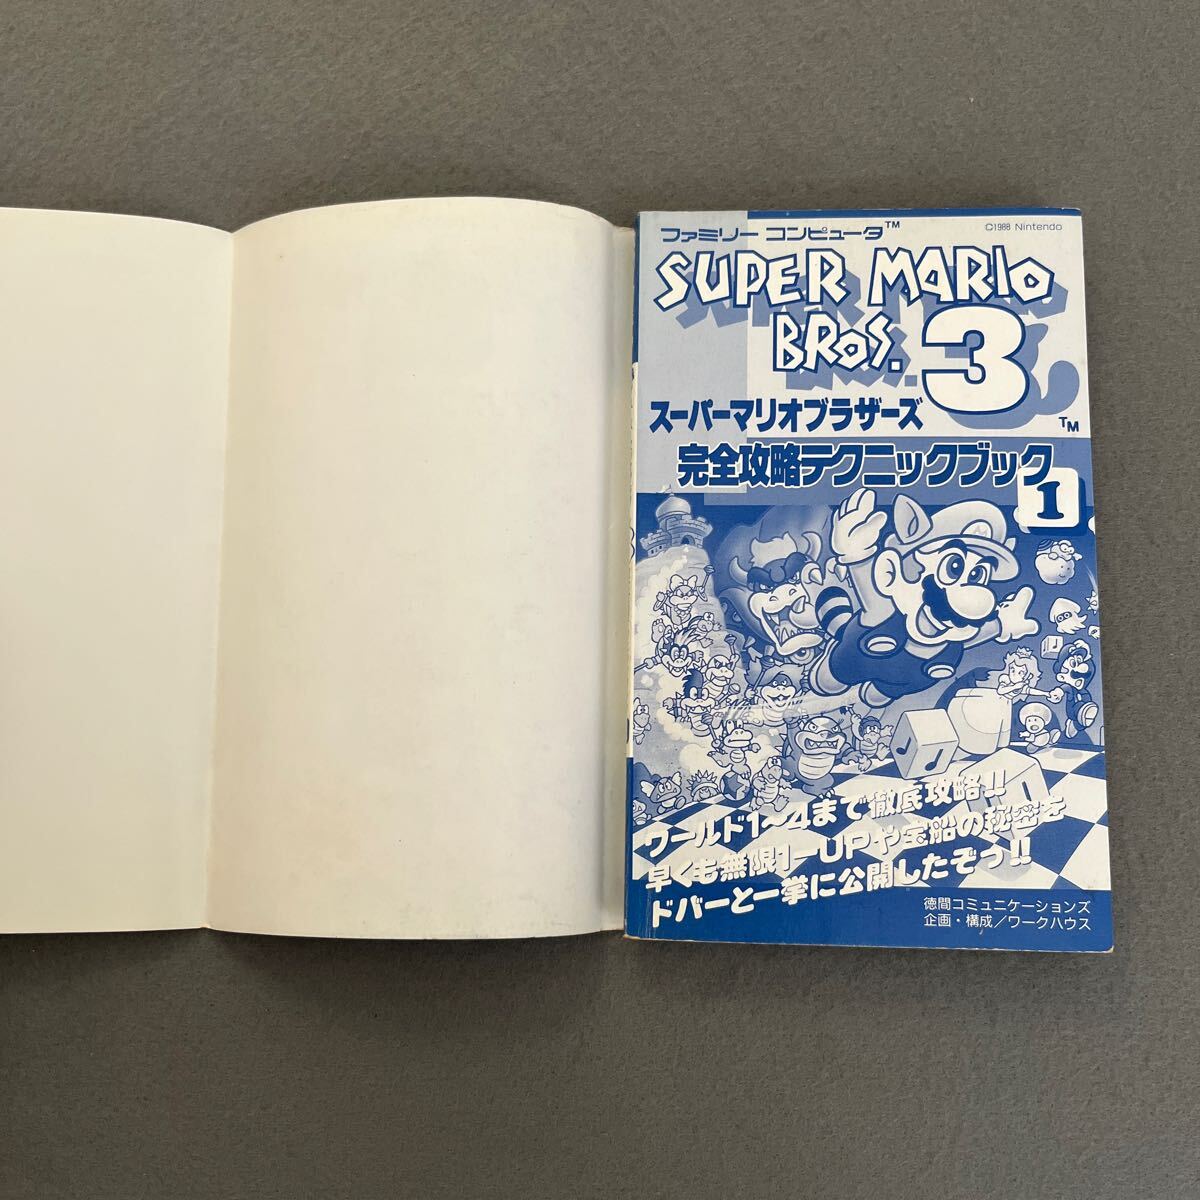 ファミリー コンピュータ™
©1988 Nintendo
SUPER MARIO
BROS. 3
TM
スーパーマリオブラザーズ
完全攻略テクニックブック
1
ワールド1〜4まで徹底攻略!!
早くも無限1-UPや宝船の秘密を
ドバーと一挙に公開したぞっ!!
徳間コミュニケーションズ
企画・構成/ワークハウス